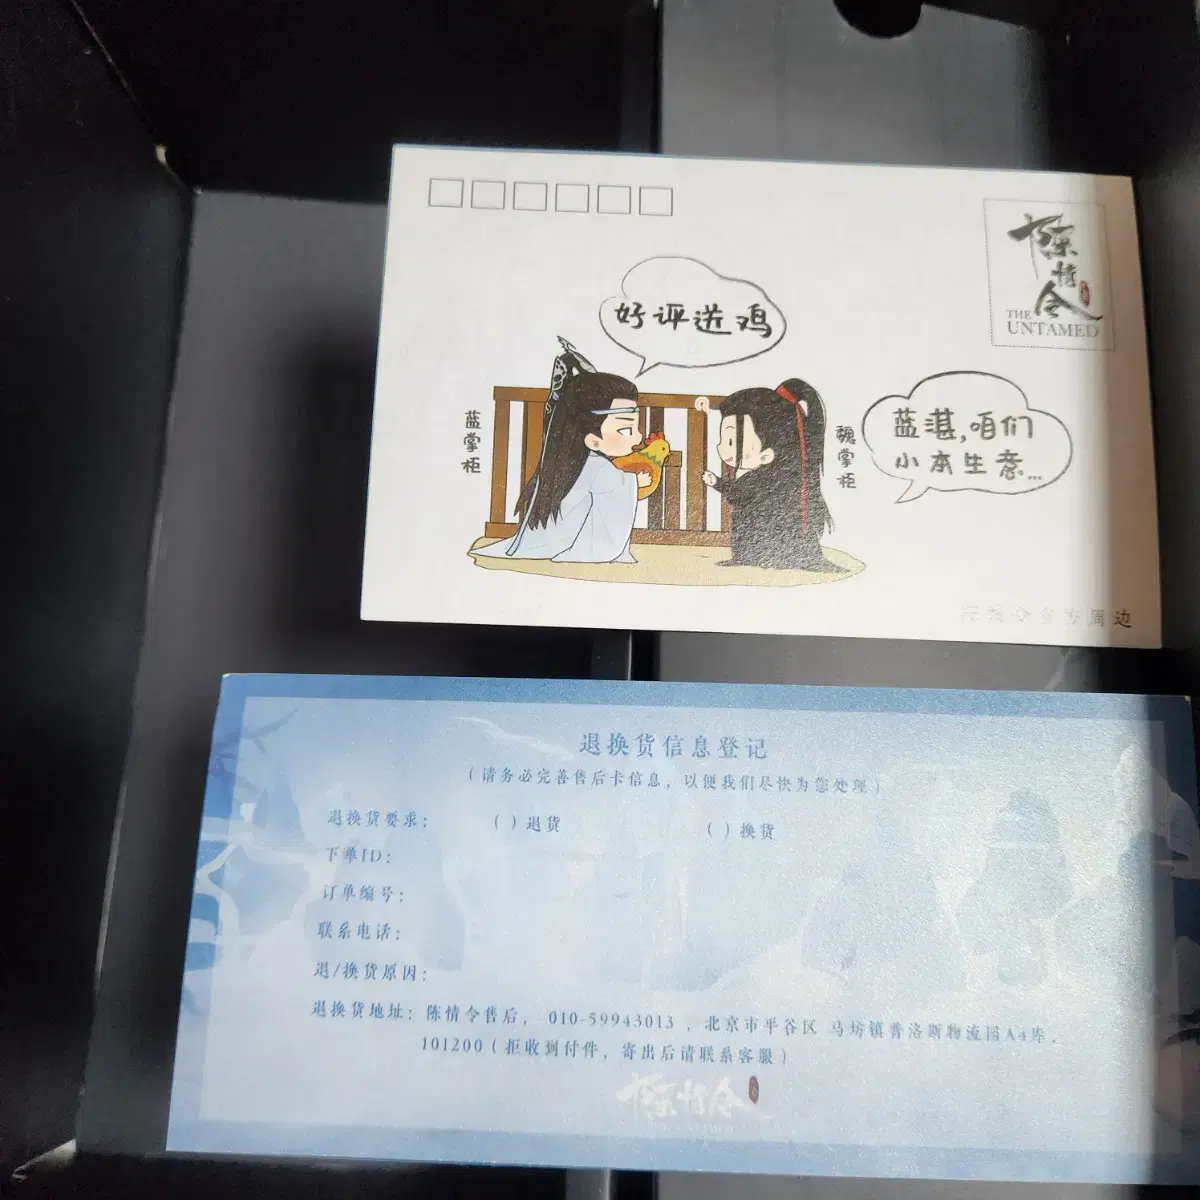 陈情令
THE
UNTAMED
好评送鸡
蓝掌柜
魏掌柜
蓝湛,咱们
小本生意...
陈情令官方周边
退换货信息登记
(请务必完善售后卡信息，以便我们尽快为您处理)
退换货要求: ( )退货 ( )换货
下单ID:
订单编号:
联系电话:
退/换货原因:
退换货地址: 陈情令售后， 010-59943013 ，北京市平谷区 马坊镇普洛斯物流园A4库，
101200(拒收到付件，寄出后请联系客服)
陈情令
THE UNTAMED